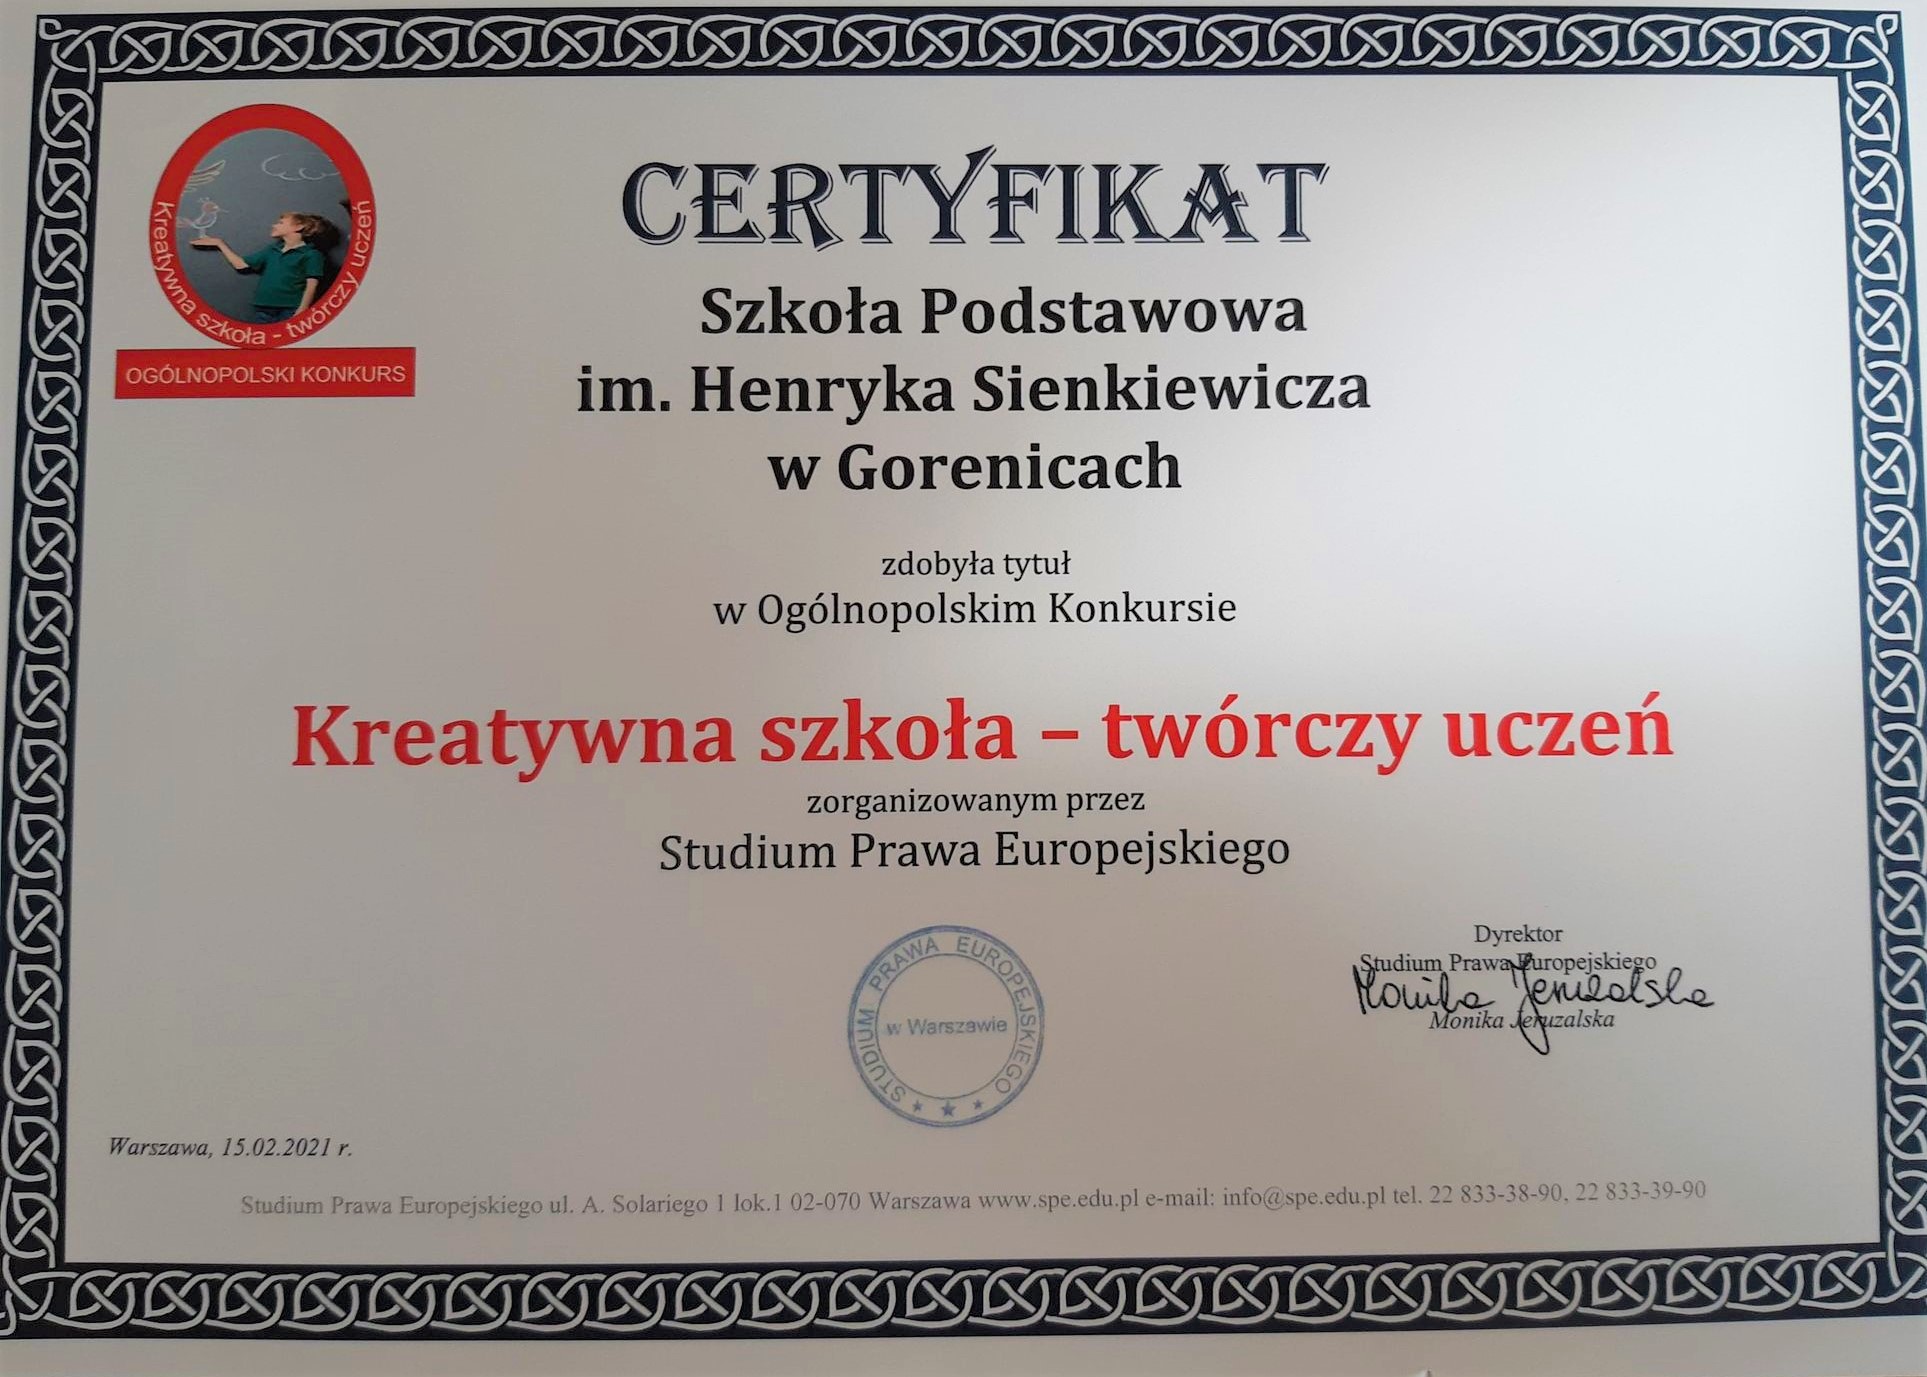 Kreatywna szkoła - twórczy uczeń
OGÓLNOPOLSKI KONKURS
CERTYFIKAT
Szkoła Podstawowa
im. Henryka Sienkiewicza
w Gorenicach
zdobyła tytuł
w Ogólnopolskim Konkursie
Kreatywna szkoła – twórczy uczeń
zorganizowanym przez
Studium Prawa Europejskiego
STUDIUM PRAWA EUROPEJSKIEGO
w Warszawie
Dyrektor
Studium Prawa Europejskiego
Monika Jeruzalska
Monika Jeruzalska
Warszawa, 15.02.2021 r.
Studium Prawa Europejskiego ul. A. Solariego 1 lok.1 02-070 Warszawa www.spe.edu.pl e-mail: info@spe.edu.pl tel. 22 833-38-90, 22 833-39-90